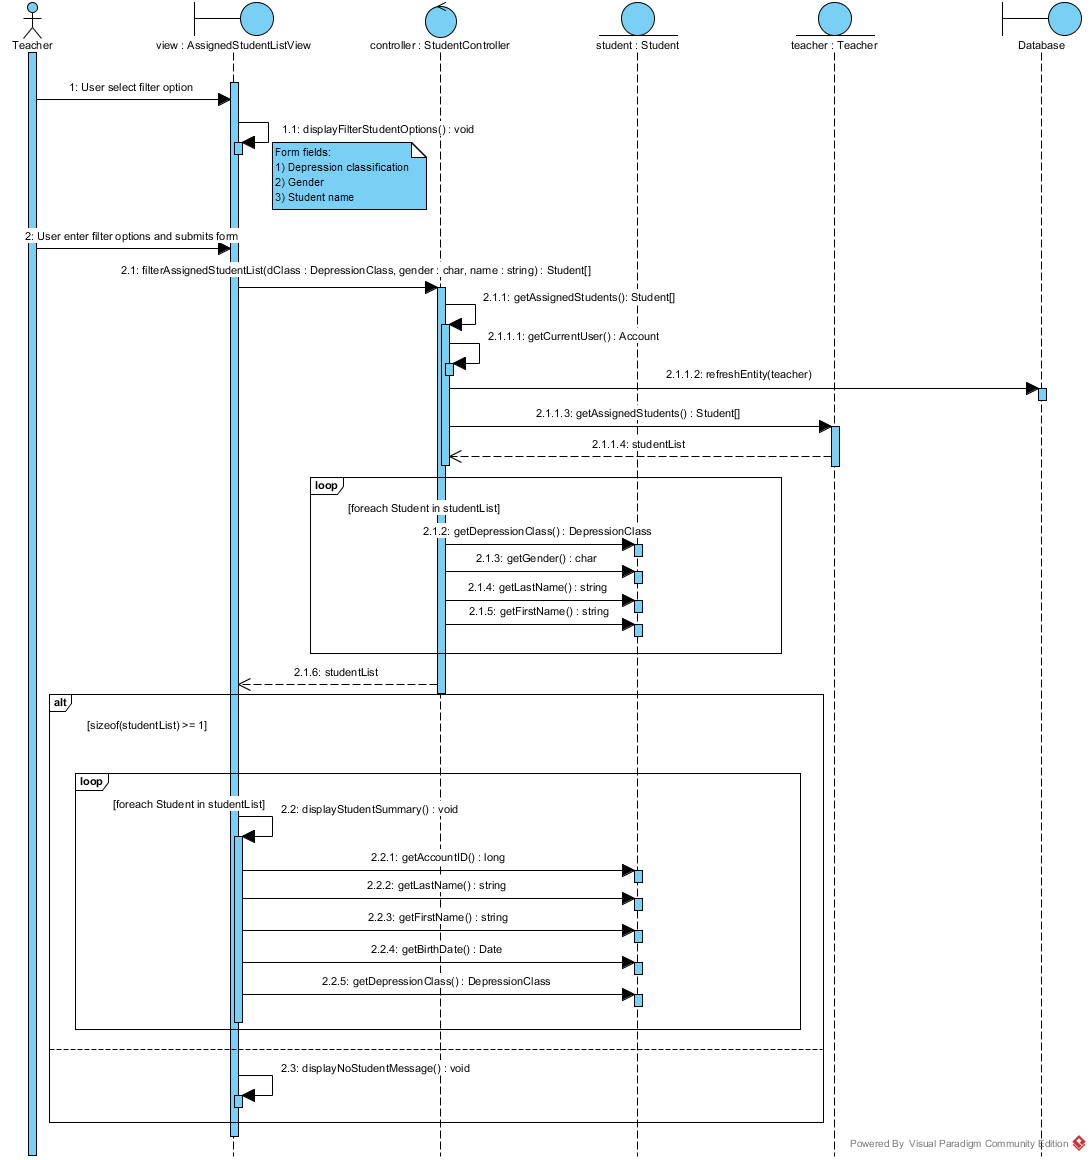 Teacher
view : AssignedStudentListView
controller : StudentController
student : Student
teacher : Teacher
Database
1: User select filter option
1.1: displayFilterStudentOptions() : void
Form fields:
1) Depression classification
2) Gender
3) Student name
2: User enter filter options and submits form
2.1: filterAssignedStudentList(dClass : DepressionClass, gender : char, name : string) : Student[]
2.1.1: getAssignedStudents(): Student[]
2.1.1.1: getCurrentUser() : Account
2.1.1.2: refreshEntity(teacher)
2.1.1.3: getAssignedStudents() : Student[]
2.1.1.4: studentList
loop
[foreach Student in studentList]
2.1.2: getDepressionClass() : DepressionClass
2.1.3: getGender() : char
2.1.4: getLastName() : string
2.1.5: getFirstName() : string
2.1.6: studentList
alt
[sizeof(studentList) >= 1]
loop
[foreach Student in studentList]
2.2: displayStudentSummary() : void
2.2.1: getAccountID() : long
2.2.2: getLastName() : string
2.2.3: getFirstName() : string
2.2.4: getBirthDate() : Date
2.2.5: getDepressionClass() : DepressionClass
2.3: displayNoStudentMessage() : void
Powered By Visual Paradigm Community Edition